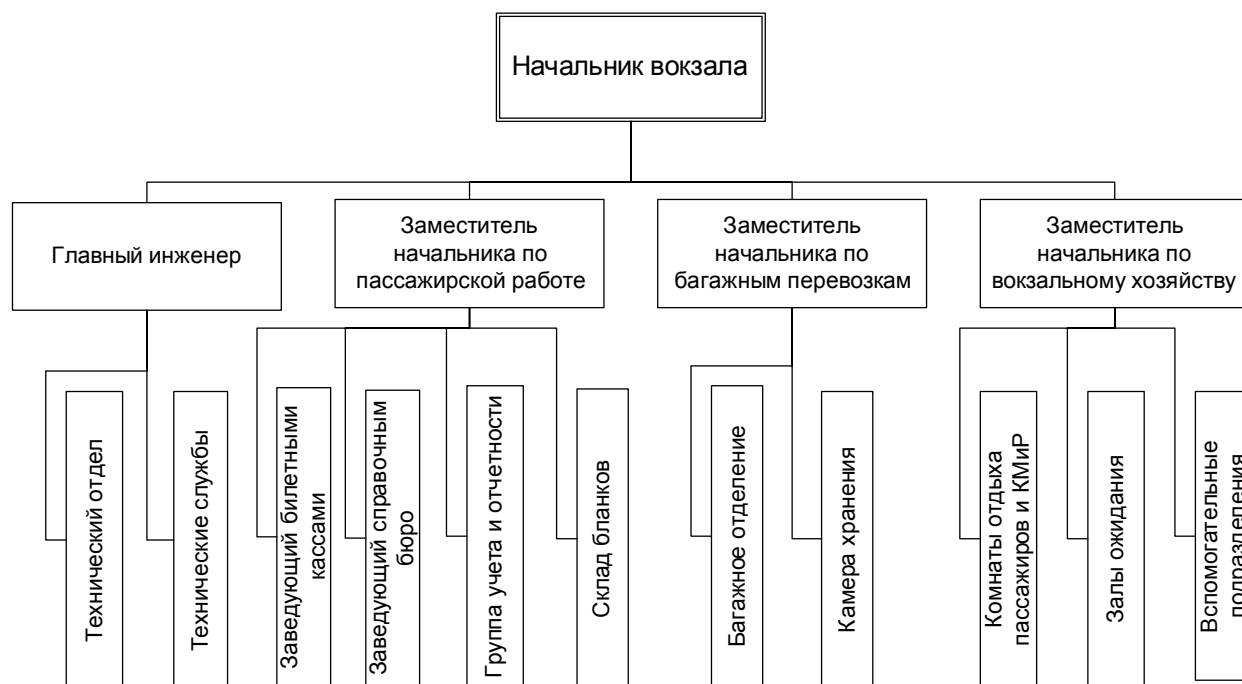 Начальник вокзала
Главный инженер
Заместитель
начальника по
пассажирской работе
Заместитель
начальника по
багажным перевозкам
Заместитель
начальника по
вокзальному хозяйству
Технический отдел
Технические службы
Заведующий билетными
кассами
Заведующий справочным
бюро
Группа учета и отчетности
Склад бланков
Багажное отделение
Камера хранения
Комнаты отдыха
пассажиров и КМиР
Залы ожидания
Вспомогательные
подразделения